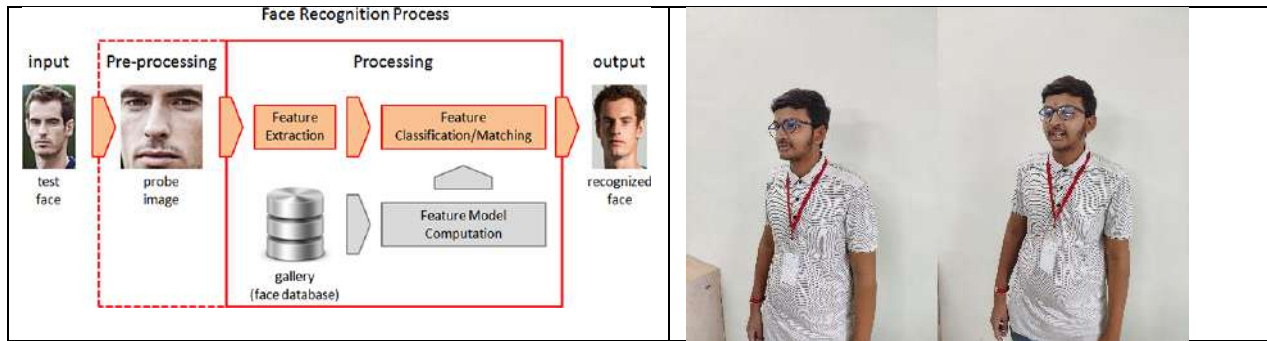 Face Recognition Process
input
Pre-processing
Processing
output
Feature
Extraction
Feature
Classification/Matching
test
face
probe
image
recognized
face
Feature Model
Computation
gallery
(face database)